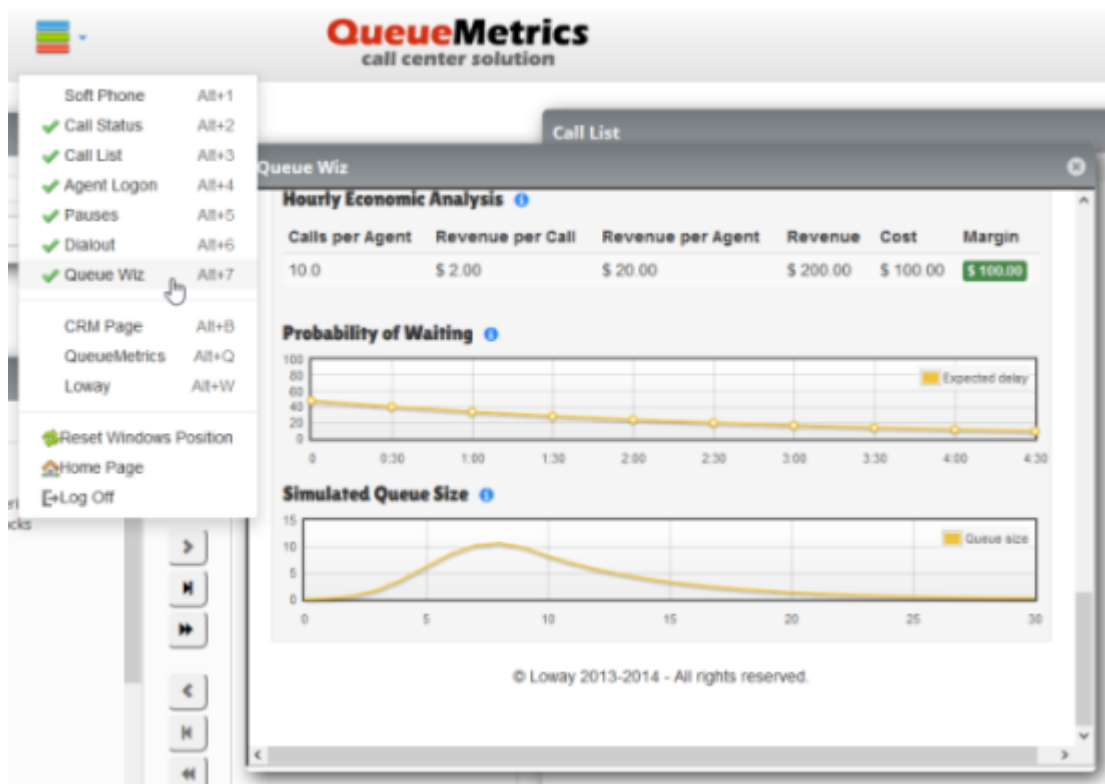 QueueMetrics
call center solution
Soft Phone Alt+1
Call Status Alt+2
Call List Alt+3
Agent Logon Alt+4
Pauses Alt+5
Dialout Alt+6
Queue Wiz Alt+7
CRM Page Alt+B
QueueMetrics Alt+Q
Loway Alt+W
Reset Windows Position
Home Page
Log Off
Call List
Queue Wiz
Hourly Economic Analysis
Calls per Agent Revenue per Call Revenue per Agent Revenue Cost Margin
10.0 $ 2.00 $ 20.00 $ 200.00 $ 100.00 $ 100.00
Probability of Waiting
100
80
60
40
20
0
Expected delay
0 0:30 1:00 1:30 2:00 2:30 3:00 3:30 4:00 4:30
Simulated Queue Size
15
10
5
0
Queue size
0 5 10 15 20 25 30
© Loway 2013-2014 - All rights reserved.